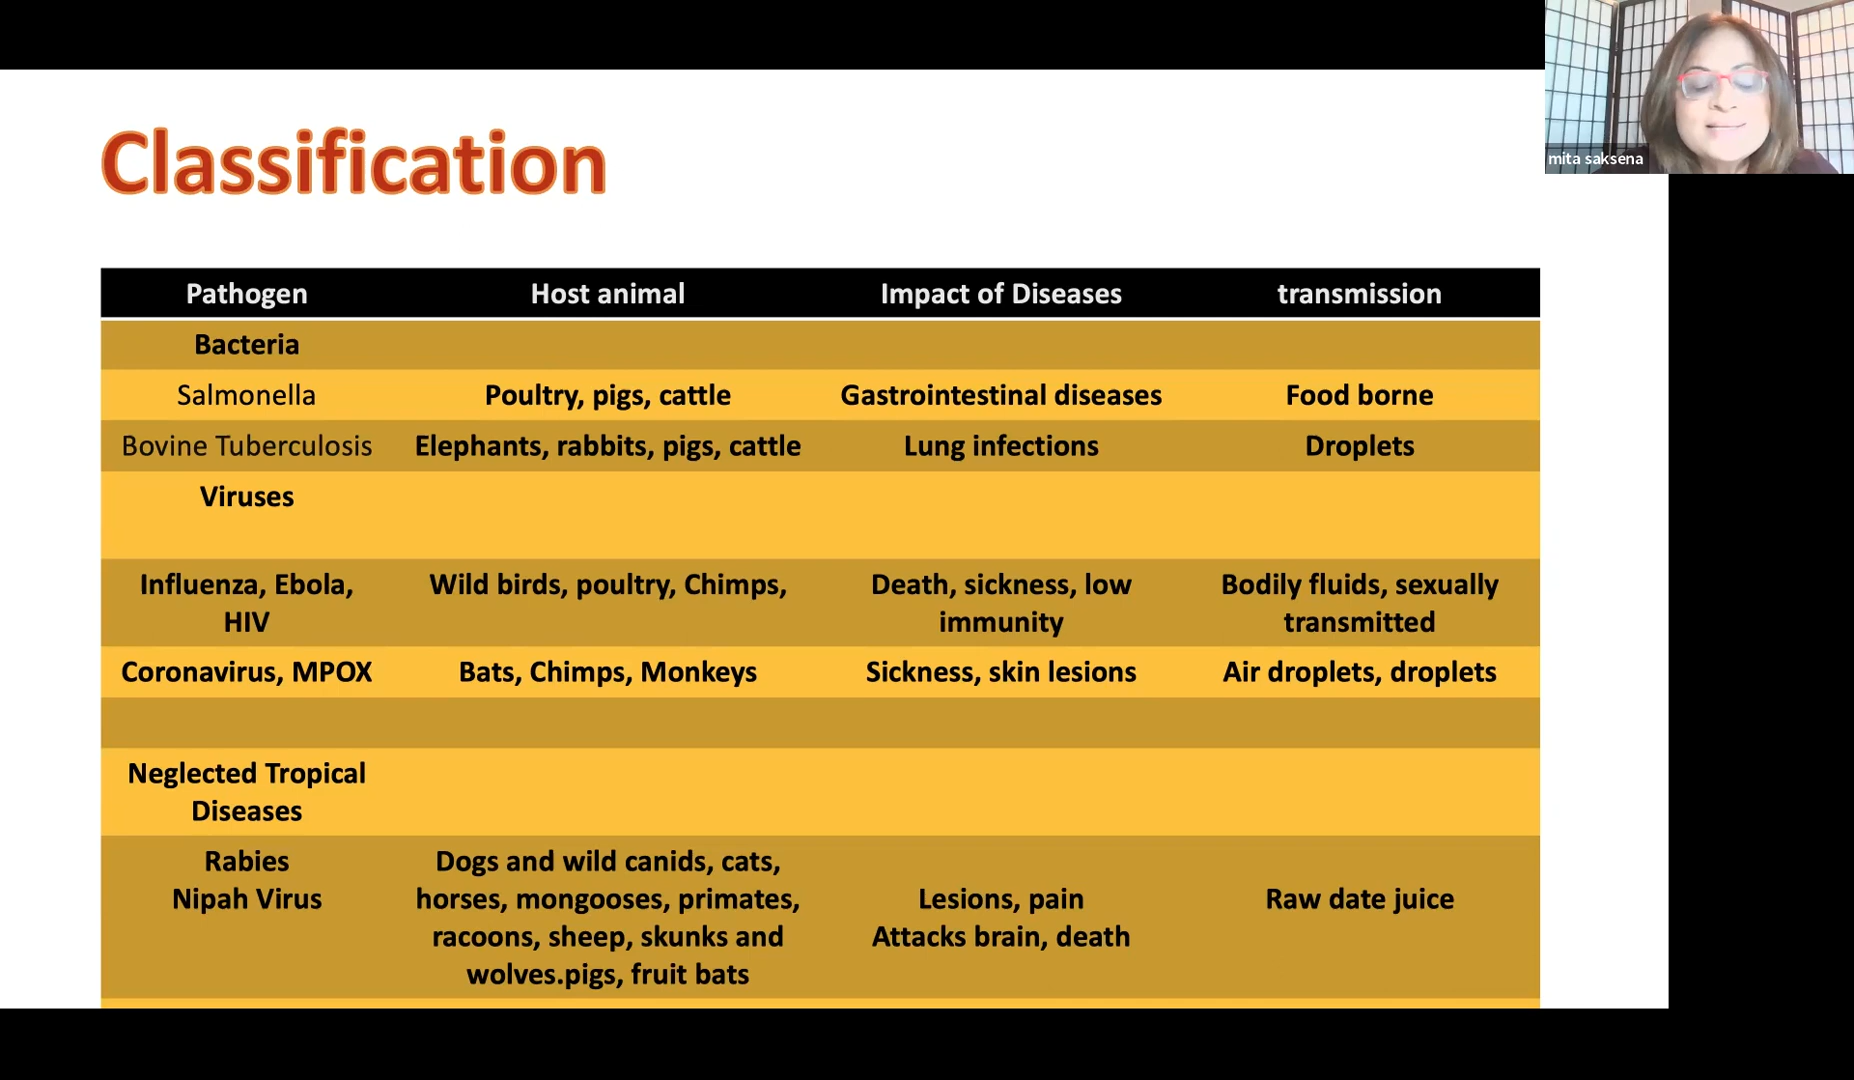 mita saksena
Classification
Pathogen Host animal Impact of Diseases transmission
Bacteria
Salmonella Poultry, pigs, cattle Gastrointestinal diseases Food borne
Bovine Tuberculosis Elephants, rabbits, pigs, cattle Lung infections Droplets
Viruses
Influenza, Ebola, Wild birds, poultry, Chimps, Death, sickness, low Bodily fluids, sexually
HIV immunity transmitted
Coronavirus, MPOX Bats, Chimps, Monkeys Sickness, skin lesions Air droplets, droplets
Neglected Tropical
Diseases
Rabies Dogs and wild canids, cats,
Nipah Virus horses, mongooses, primates, Lesions, pain Raw date juice
racoons, sheep, skunks and Attacks brain, death
wolves.pigs, fruit bats